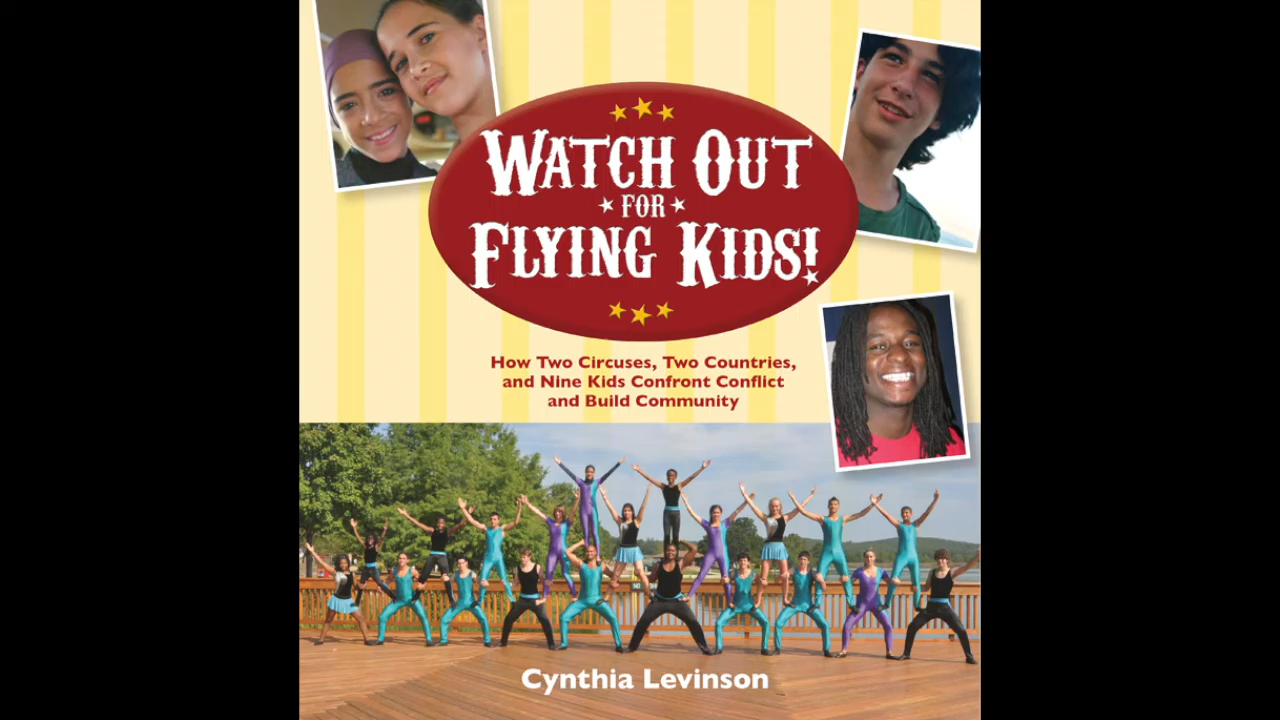 Watch Out
for
Flying Kids!
How Two Circuses, Two Countries,
and Nine Kids Confront Conflict
and Build Community
Cynthia Levinson